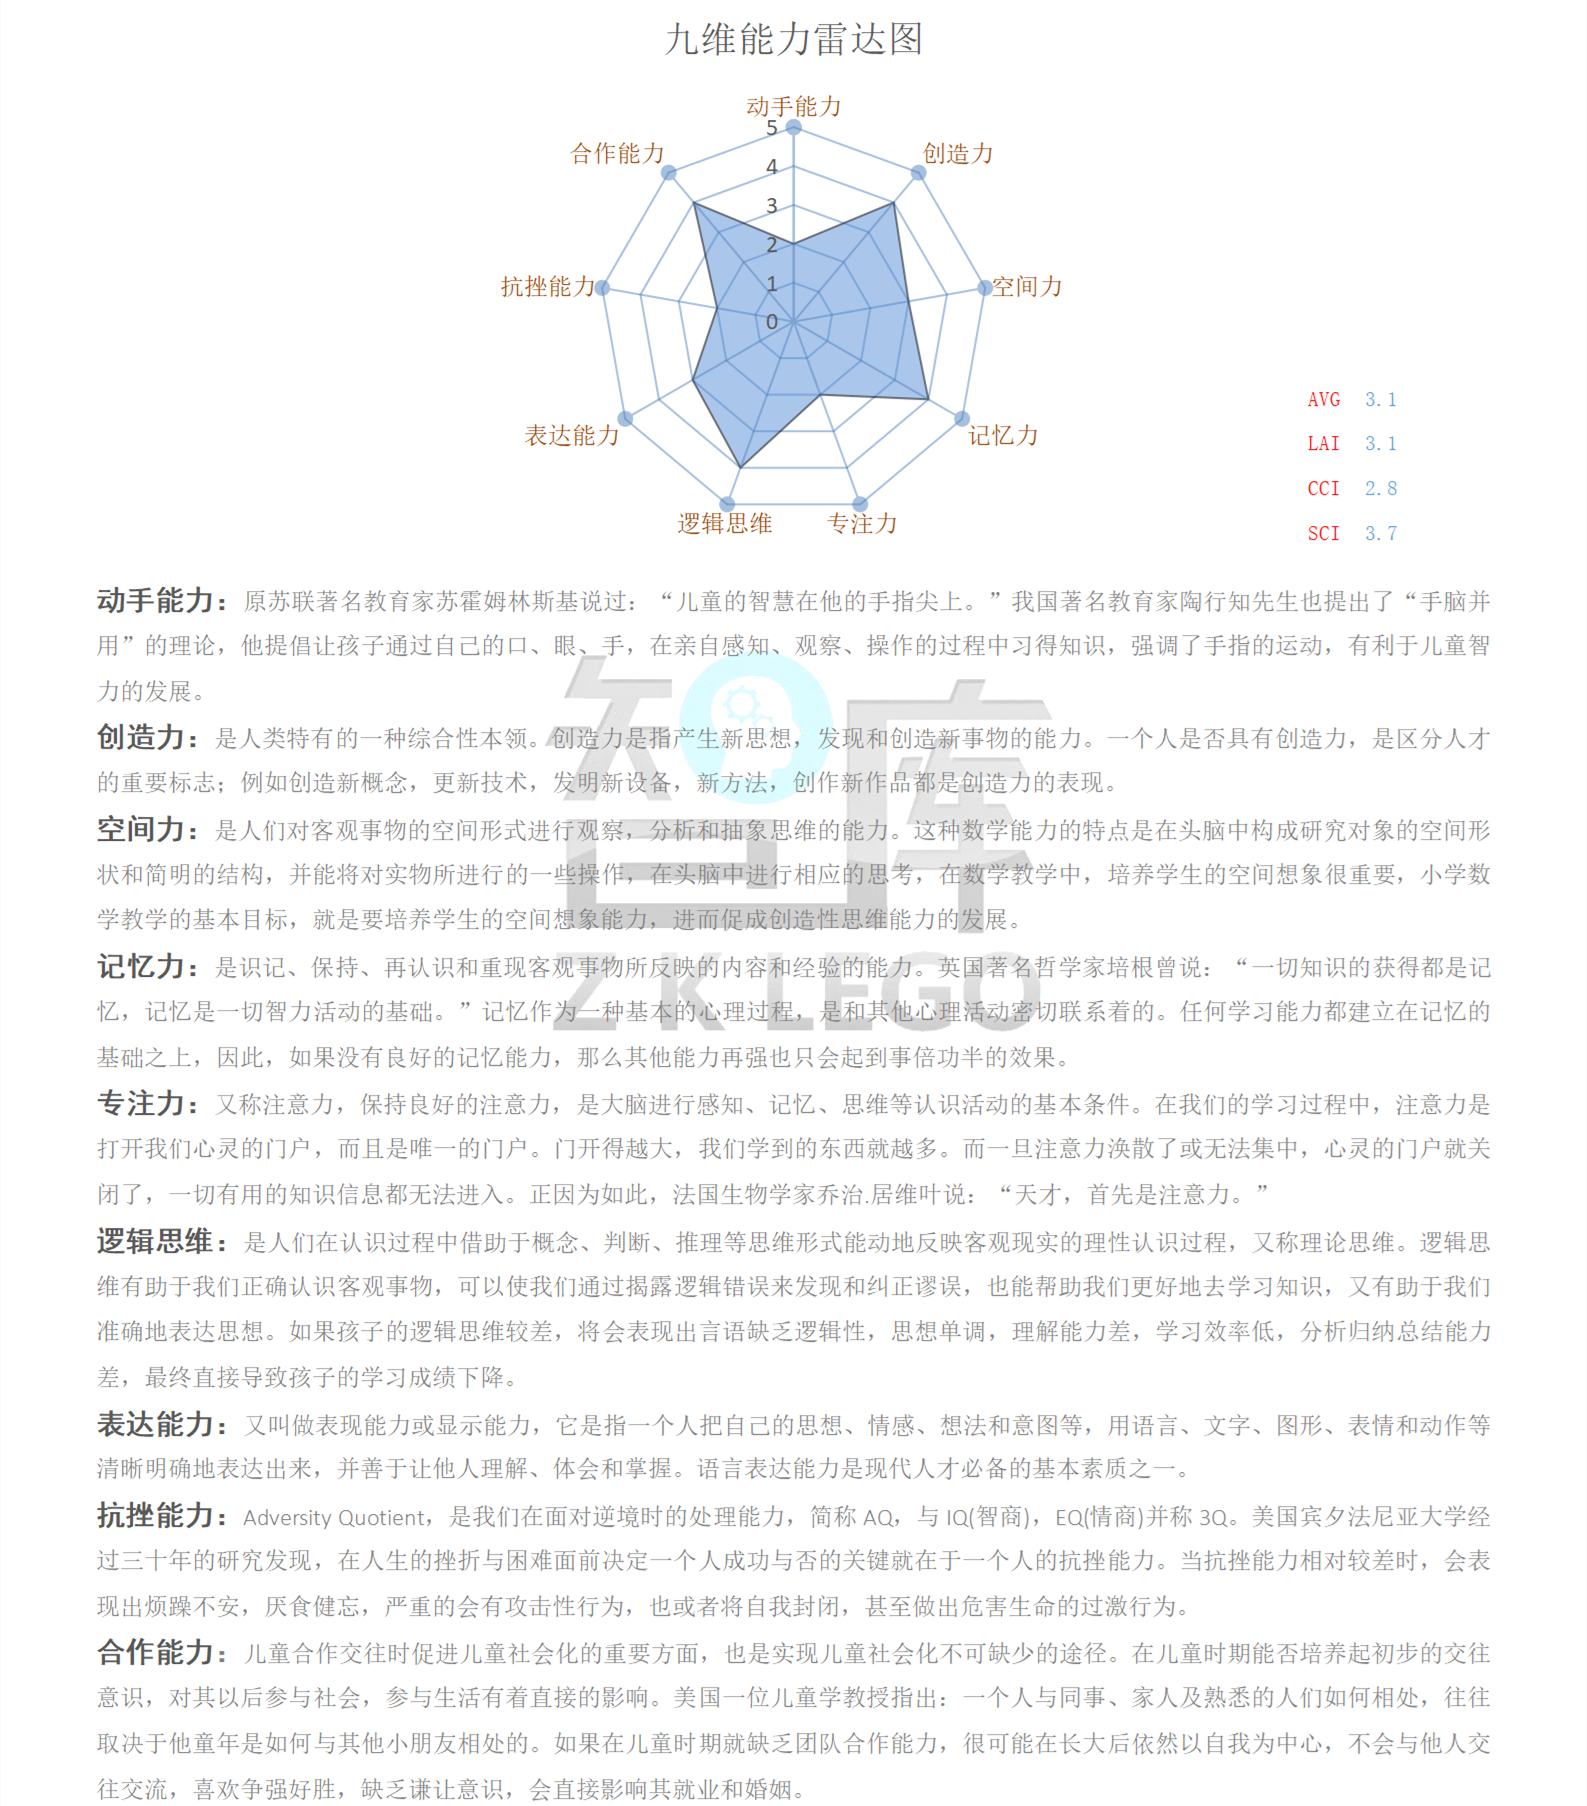 九维能力雷达图
动手能力
5
合作能力
创造力
4
3
2
抗挫能力
1
空间力
0
AVG 3.1
表达能力
记忆力
LAI 3.1
CCI 2.8
逻辑思维
专注力
SCI 3.7
动手能力：原苏联著名教育家苏霍姆林斯基说过：“儿童的智慧在他的手指尖上。”我国著名教育家陶行知先生也提出了“手脑并
用”的理论，他提倡让孩子通过自己的口、眼、手，在亲自感知、观察、操作的过程中习得知识，强调了手指的运动，有利于儿童智
力的发展。
创造力：是人类特有的一种综合性本领。创造力是指产生新思想，发现和创造新事物的能力。一个人是否具有创造力，是区分人才
的重要标志；例如创造新概念，更新技术，发明新设备，新方法，创作新作品都是创造力的表现。
空间力：是人们对客观事物的空间形式进行观察，分析和抽象思维的能力。这种数学能力的特点是在头脑中构成研究对象的空间形
状和简明的结构，并能将对实物所进行的一些操作，在头脑中进行相应的思考，在数学教学中，培养学生的空间想象很重要，小学数
学教学的基本目标，就是要培养学生的空间想象能力，进而促成创造性思维能力的发展。
记忆力：是识记、保持、再认识和重现客观事物所反映的内容和经验的能力。英国著名哲学家培根曾说：“一切知识的获得都是记
忆，记忆是一切智力活动的基础。”记忆作为一种基本的心理过程，是和其他心理活动密切联系着的。任何学习能力都建立在记忆的
基础之上，因此，如果没有良好的记忆能力，那么其他能力再强也只会起到事倍功半的效果。
专注力：又称注意力，保持良好的注意力，是大脑进行感知、记忆、思维等认识活动的基本条件。在我们的学习过程中，注意力是
打开我们心灵的门户，而且是唯一的门户。门开得越大，我们学到的东西就越多。而一旦注意力涣散了或无法集中，心灵的门户就关
闭了，一切有用的知识信息都无法进入。正因为如此，法国生物学家乔治.居维叶说：“天才，首先是注意力。”
逻辑思维：是人们在认识过程中借助于概念、判断、推理等思维形式能动地反映客观现实的理性认识过程，又称理论思维。逻辑思
维有助于我们正确认识客观事物，可以使我们通过揭露逻辑错误来发现和纠正谬误，也能帮助我们更好地去学习知识，又有助于我们
准确地表达思想。如果孩子的逻辑思维较差，将会表现出言语缺乏逻辑性，思想单调，理解能力差，学习效率低，分析归纳总结能力
差，最终直接导致孩子的学习成绩下降。
表达能力：又叫做表现能力或显示能力，它是指一个人把自己的思想、情感、想法和意图等，用语言、文字、图形、表情和动作等
清晰明确地表达出来，并善于让他人理解、体会和掌握。语言表达能力是现代人才必备的基本素质之一。
抗挫能力：Adversity Quotient，是我们在面对逆境时的处理能力，简称 AQ，与 IQ(智商)，EQ(情商)并称 3Q。美国宾夕法尼亚大学经
过三十年的研究发现，在人生的挫折与困难面前决定一个人成功与否的关键就在于一个人的抗挫能力。当抗挫能力相对较差时，会表
现出烦躁不安，厌食健忘，严重的会有攻击性行为，也或者将自我封闭，甚至做出危害生命的过激行为。
合作能力：儿童合作交往时促进儿童社会化的重要方面，也是实现儿童社会化不可缺少的途径。在儿童时期能否培养起初步的交往
意识，对其以后参与社会，参与生活有着直接的影响。美国一位儿童学教授指出：一个人与同事、家人及熟悉的人们如何相处，往往
取决于他童年是如何与其他小朋友相处的。如果在儿童时期就缺乏团队合作能力，很可能在长大后依然以自我为中心，不会与他人交
往交流，喜欢争强好胜，缺乏谦让意识，会直接影响其就业和婚姻。
智库
ZK LEGO